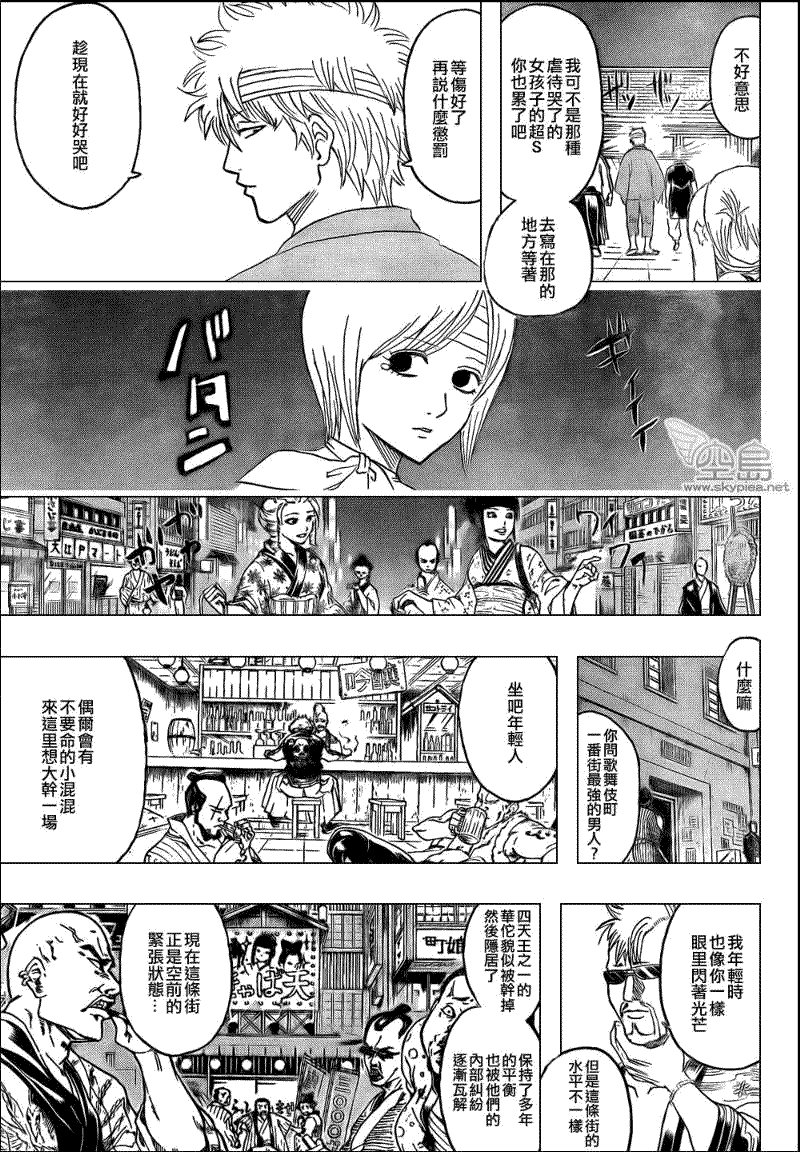 不好意思
我可不是那種
虐待哭了的
女孩子的超S
你也累了吧
去寫在那的
地方等著
等傷好了
再說什麼懲罰
趁現在就好好哭吧
バタン
空島
www.skypiea.net
ガヤガヤ
ワイ
什麼嘛
你問歌舞伎町
一番街最強的男人?
坐吧年輕人
吟醸
偶爾會有
不要命的小混混
來這里想大幹一場
我年輕時
也像你一樣
眼里閃著光芒
但是這條街的
水平不一樣
四天王之一的
華佗貌似被幹掉
然後隱居了
保持了多年
的平衡
也被他們的
內部糾紛
逐漸瓦解
現在這條街
正是空前的
緊張狀態…